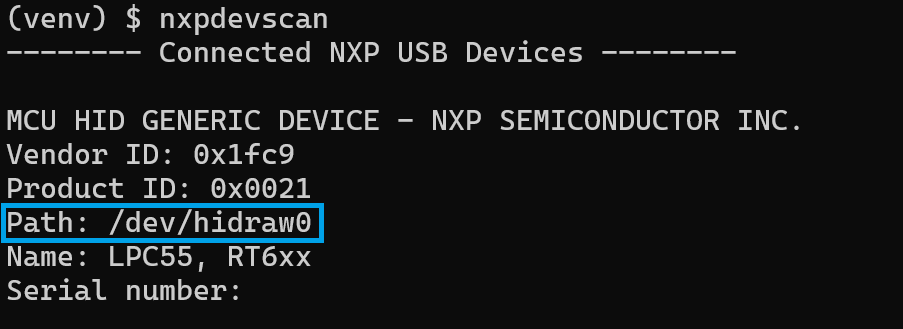 (venv) $ nxpdevscan
-------- Connected NXP USB Devices --------
MCU HID GENERIC DEVICE - NXP SEMICONDUCTOR INC.
Vendor ID: 0x1fc9
Product ID: 0x0021
Path: /dev/hidraw0
Name: LPC55, RT6xx
Serial number: